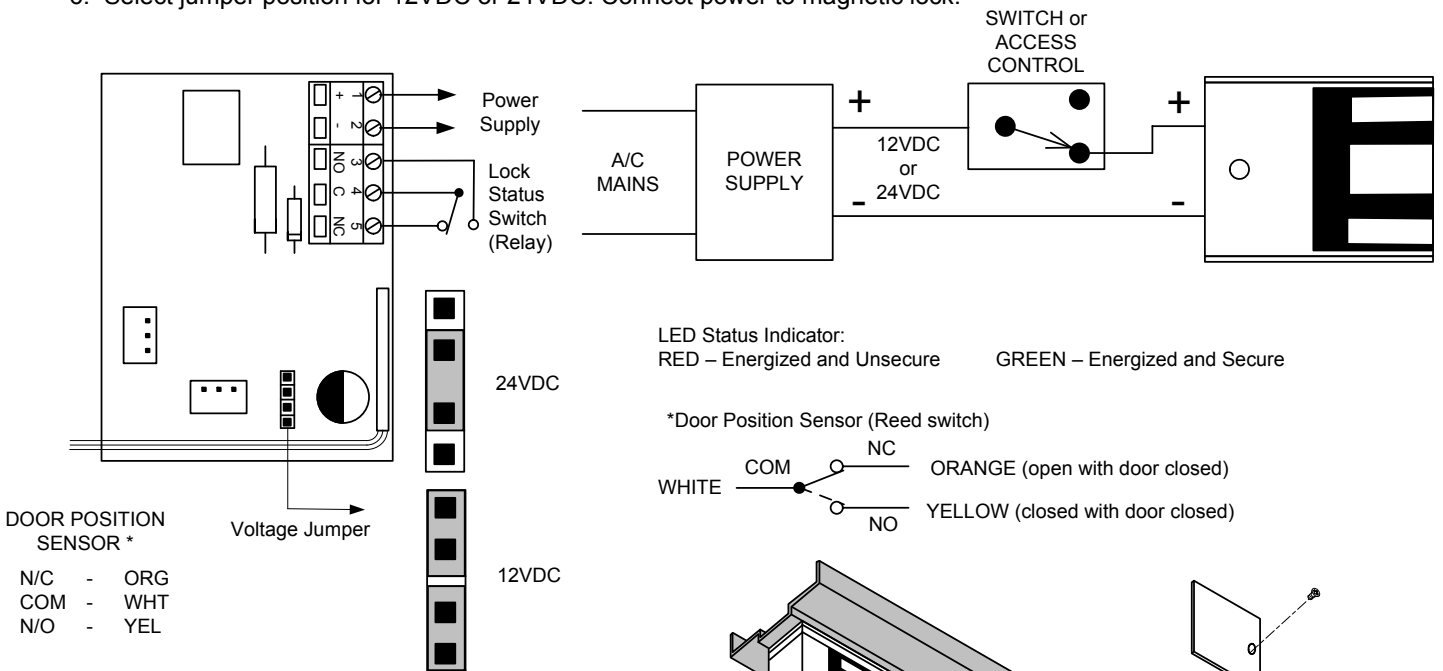 Select jumper position for 12VDC or 24VDC. Connect power to magnetic lock.
SWITCH or
ACCESS
CONTROL
+ 1
- 2
NO 3
C 4
NC 5
Power
Supply
Lock
Status
Switch
(Relay)
A/C
MAINS
POWER
SUPPLY
+
12VDC
or
24VDC
-
+
-
24VDC
12VDC
Voltage Jumper
DOOR POSITION
SENSOR *
N/C - ORG
COM - WHT
N/O - YEL
LED Status Indicator:
RED – Energized and Unsecure GREEN – Energized and Secure
*Door Position Sensor (Reed switch)
NC
COM
WHITE
ORANGE (open with door closed)
YELLOW (closed with door closed)
NO